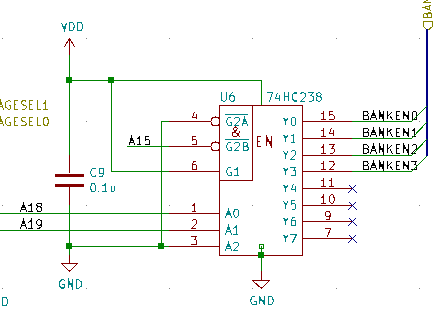 BAN
VDD
U6 74HC238
AGESEL1
AGESEL0
4 G2A Y0 15 BANKEN0
& EN
A15 5 G2B Y1 14 BANKEN1
Y2 13 BANKEN2
6 G1 Y3 12 BANKEN3
C9
0.1u
Y4 11
Y5 10
A18 1 A0
Y6 9
A19 2 A1
3 A2 Y7 7
GND
GND
D